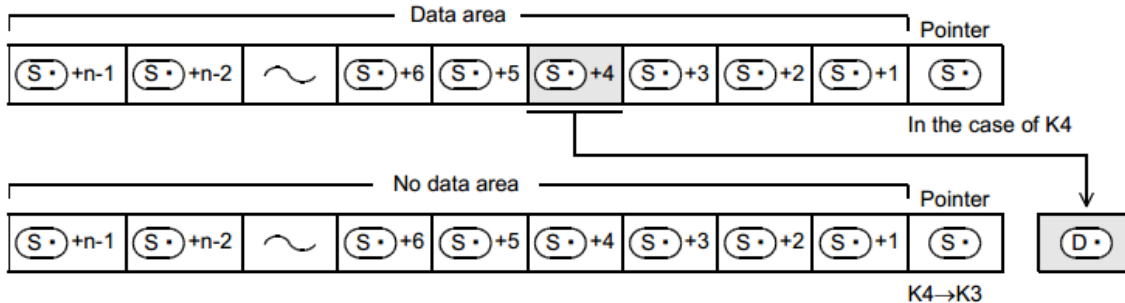 Data area
Pointer
S· +n-1 S· +n-2 S· +6 S· +5 S· +4 S· +3 S· +2 S· +1 S·
In the case of K4
No data area
Pointer
S· +n-1 S· +n-2 S· +6 S· +5 S· +4 S· +3 S· +2 S· +1 S· D·
K4→K3